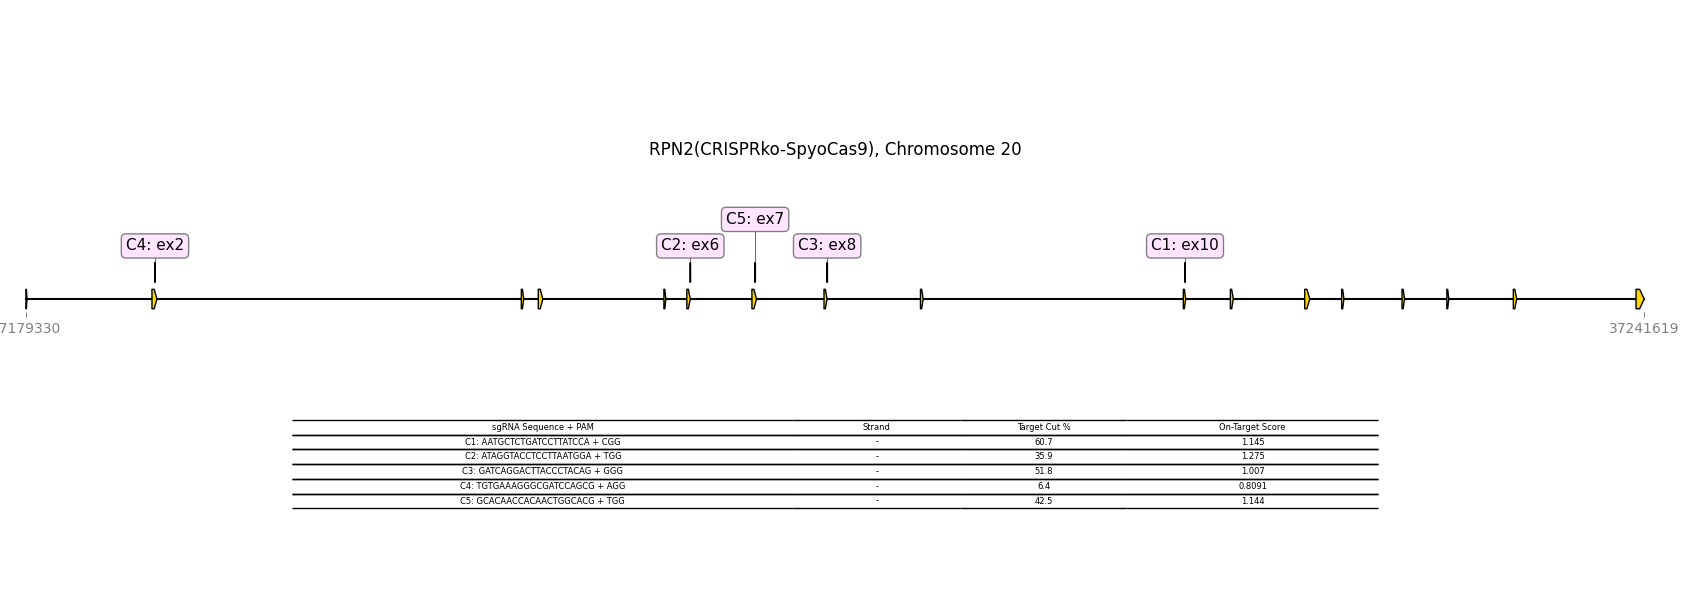 RPN2(CRISPRko-SpyoCas9), Chromosome 20
C5: ex7
C4: ex2 C2: ex6 C3: ex8 C1: ex10
7179330 37241619
sgRNA Sequence + PAM Strand Target Cut % On-Target Score
C1: AATGCTCTGATCCTTATCCA + CGG - 60.7 1.145
C2: ATAGGTACCTCCTTAATGGA + TGG - 35.9 1.275
C3: GATCAGGACTTACCCTACAG + GGG - 51.8 1.007
C4: TGTGAAAGGGCGATCCAGCG + AGG - 6.4 0.8091
C5: GCACAACCACAACTGGCACG + TGG - 42.5 1.144